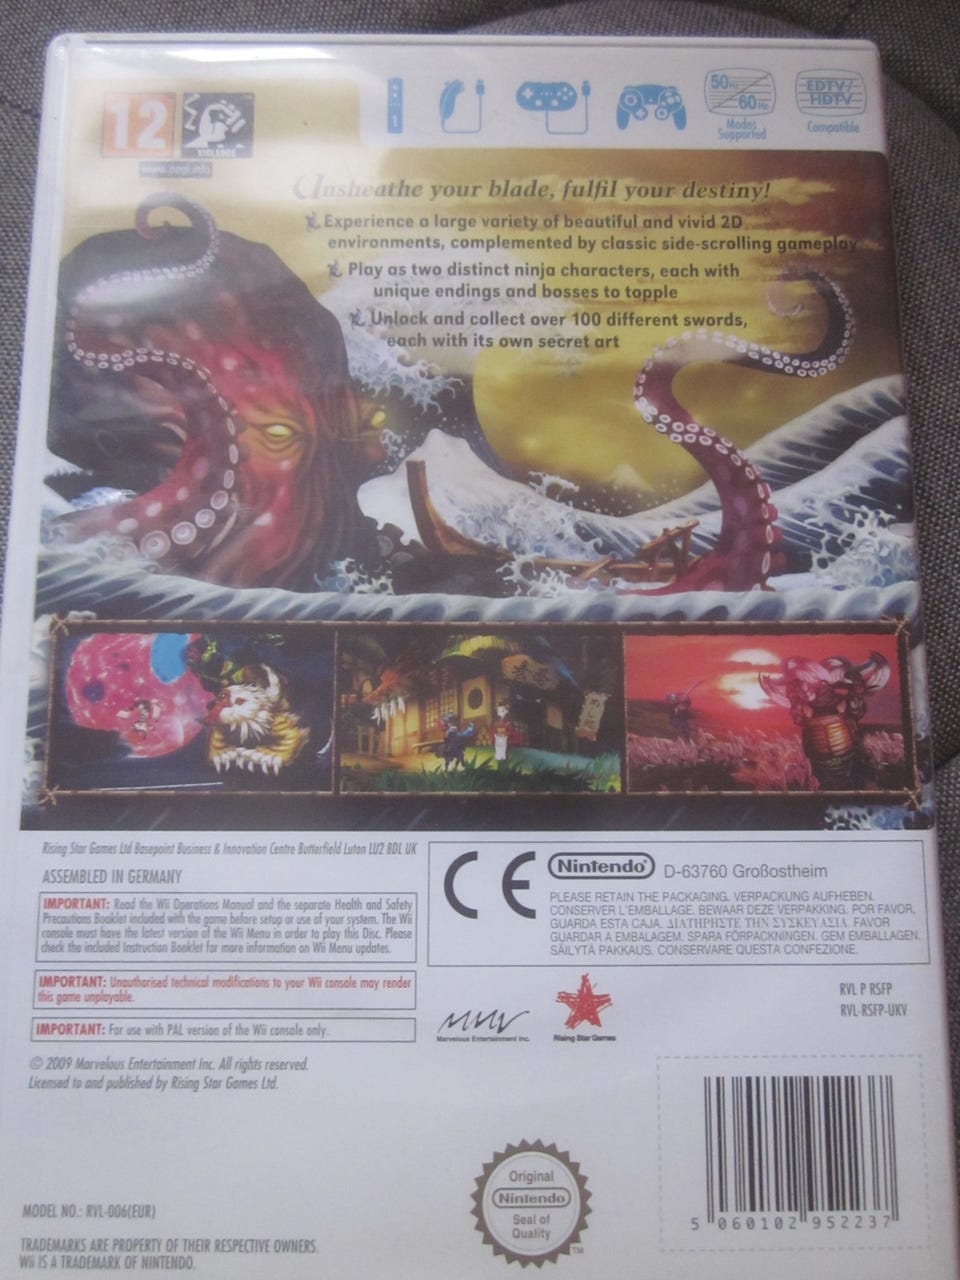 12
VIOLENCE
www.pegi.info
1
50Hz
60Hz
Modes
Supported
EDTV/
HDTV
Compatible
Unsheathe your blade, fulfil your destiny!
Experience a large variety of beautiful and vivid 2D
environments, complemented by classic side-scrolling gameplay
Play as two distinct ninja characters, each with
unique endings and bosses to topple
Unlock and collect over 100 different swords,
each with its own secret art
Rising Star Games Ltd Basepoint Business & Innovation Centre Butterfield Luton LU2 8DL UK
ASSEMBLED IN GERMANY
IMPORTANT: Read the Wii Operations Manual and the separate Health and Safety
Precautions Booklet included with the game before setup or use of your system. The Wii
console must have the latest version of the Wii Menu in order to play this Disc. Please
check the included Instruction Booklet for more information on Wii Menu updates.
IMPORTANT: Unauthorised technical modifications to your Wii console may render
this game unplayable.
IMPORTANT: For use with PAL version of the Wii console only.
© 2009 Marvelous Entertainment Inc. All rights reserved.
Licensed to and published by Rising Star Games Ltd.
CE
Nintendo® D-63760 Großostheim
PLEASE RETAIN THE PACKAGING. VERPACKUNG AUFHEBEN.
CONSERVER L'EMBALLAGE. BEWAAR DEZE VERPAKKING. POR FAVOR,
GUARDA ESTA CAJA. ΔΙΑΤΗΡΗΣΤΕ ΤΗΝ ΣΥΣΚΕΥΑΣΙΑ. FAVOR
GUARDAR A EMBALAGEM. SPARA FÖRPACKNINGEN. GEM EMBALLAGEN.
SÄILYTÄ PAKKAUS. CONSERVARE QUESTA CONFEZIONE.
RVL P RSFP
RVL-RSFP-UKV
MMV
Marvelous Entertainment Inc.
Rising Star Games
MODEL NO.: RVL-006(EUR)
TRADEMARKS ARE PROPERTY OF THEIR RESPECTIVE OWNERS.
Wii IS A TRADEMARK OF NINTENDO.
Original
Nintendo
Seal of
Quality
TM
5 060102 952237